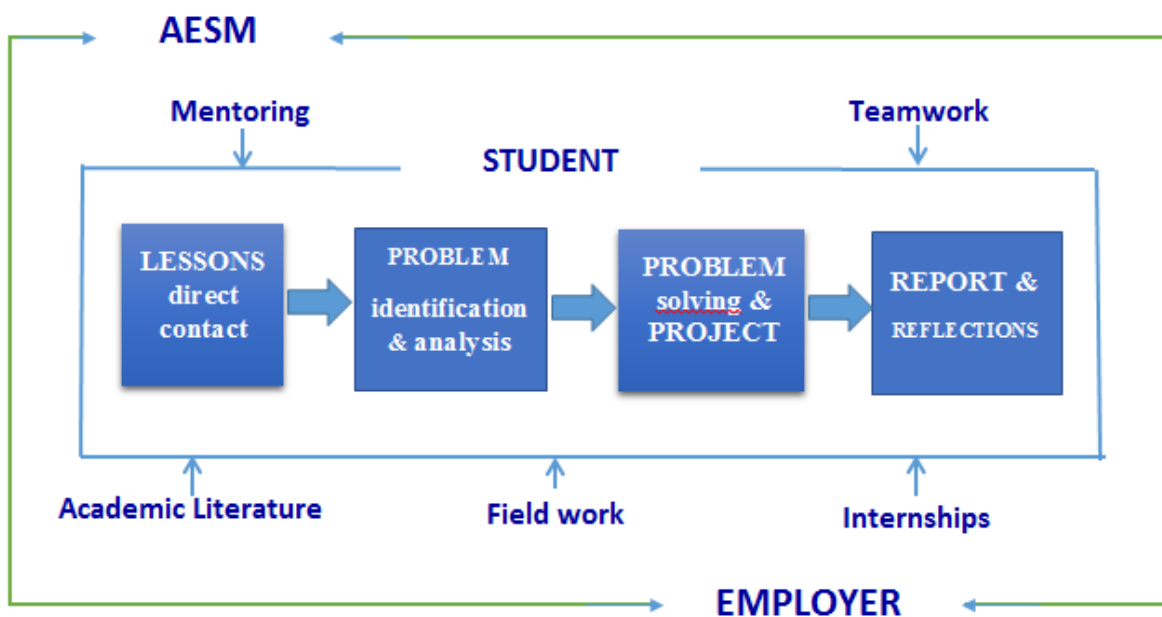 AESM
Mentoring
Teamwork
STUDENT
LESSONS
direct
contact
PROBLEM
identification
& analysis
PROBLEM
solving &
PROJECT
REPORT &
REFLECTIONS
Academic Literature
Field work
Internships
EMPLOYER